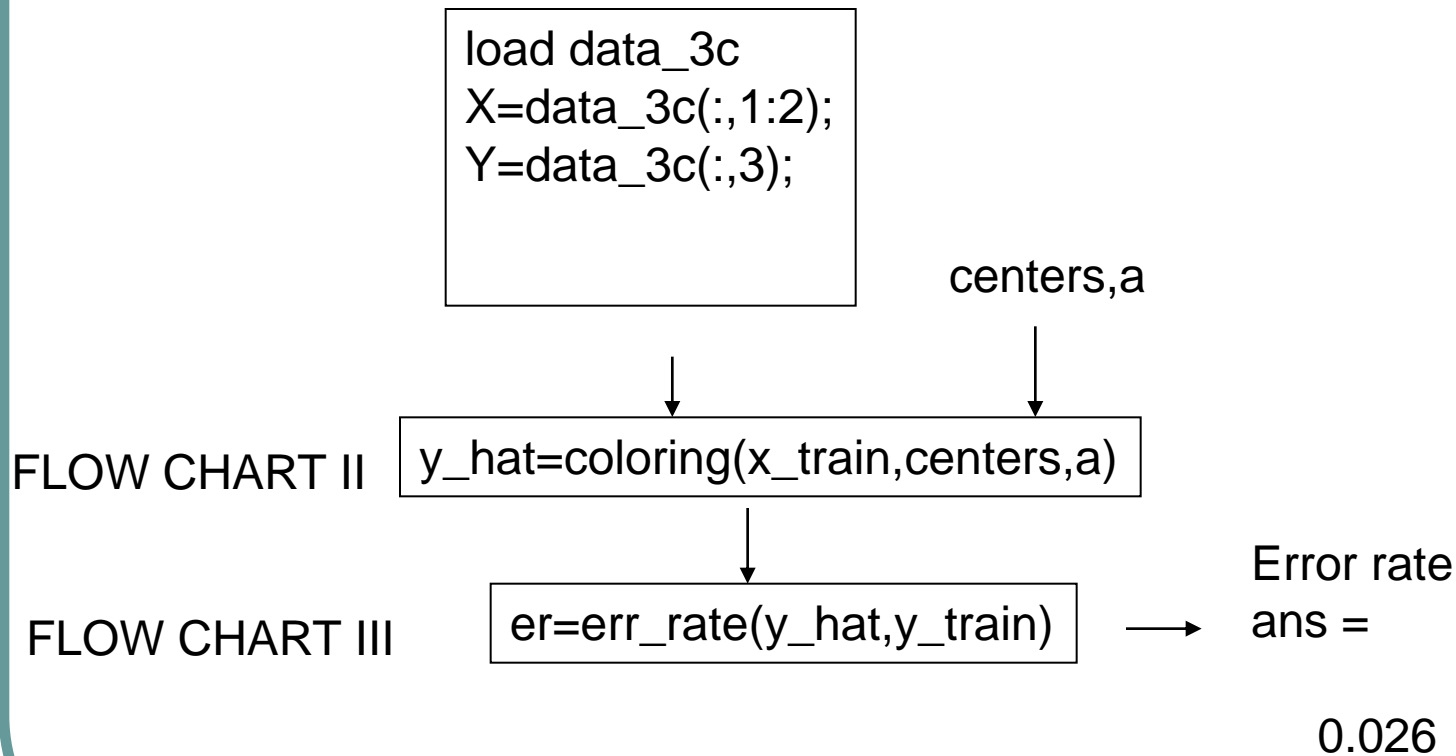 load data_3c
X=data_3c(:,1:2);
Y=data_3c(:,3);
centers,a
FLOW CHART II
y_hat=coloring(x_train,centers,a)
FLOW CHART III
er=err_rate(y_hat,y_train)
Error rate
ans =
0.026